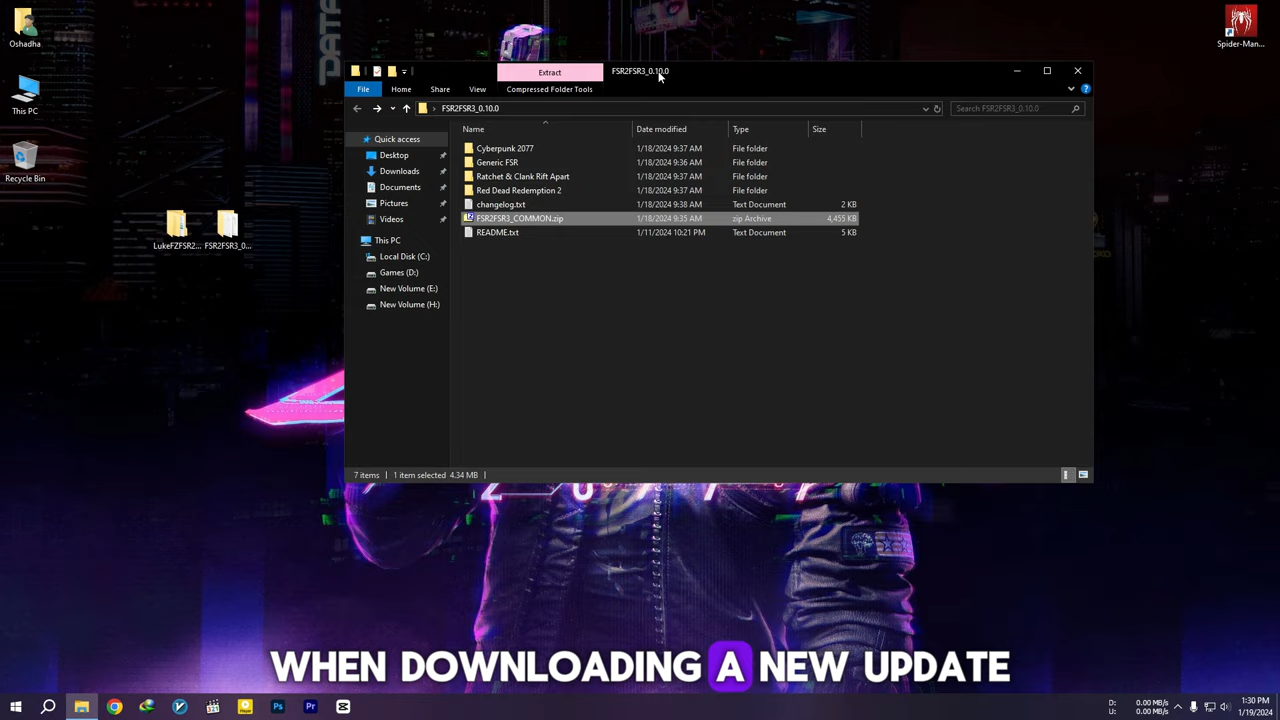 Oshadha
This PC
Recycle Bin
LukeFZFSR2...
FSR2FSR3_0...
Spider-Man...
DATA
Extract
FSR2FSR3_0.10.0
File
Home
Share
View
Compressed Folder Tools
FSR2FSR3_0.10.0
Search FSR2FSR3_0.10.0
Quick access
Desktop
Downloads
Documents
Pictures
Videos
This PC
Local Disk (C:)
Games (D:)
New Volume (E:)
New Volume (H:)
Name Date modified Type Size
Cyberpunk 2077 1/18/2024 9:37 AM File folder
Generic FSR 1/18/2024 9:36 AM File folder
Ratchet & Clank Rift Apart 1/18/2024 9:37 AM File folder
Red Dead Redemption 2 1/18/2024 9:37 AM File folder
changelog.txt 1/18/2024 9:38 AM Text Document 2 KB
FSR2FSR3_COMMON.zip 1/18/2024 9:35 AM zip Archive 4,455 KB
README.txt 1/11/2024 10:21 PM Text Document 5 KB
7 items 1 item selected 4.34 MB
WHEN DOWNLOADING A NEW UPDATE
D: 0.00 MB/s
U: 0.00 MB/s
1:30 PM
1/19/2024